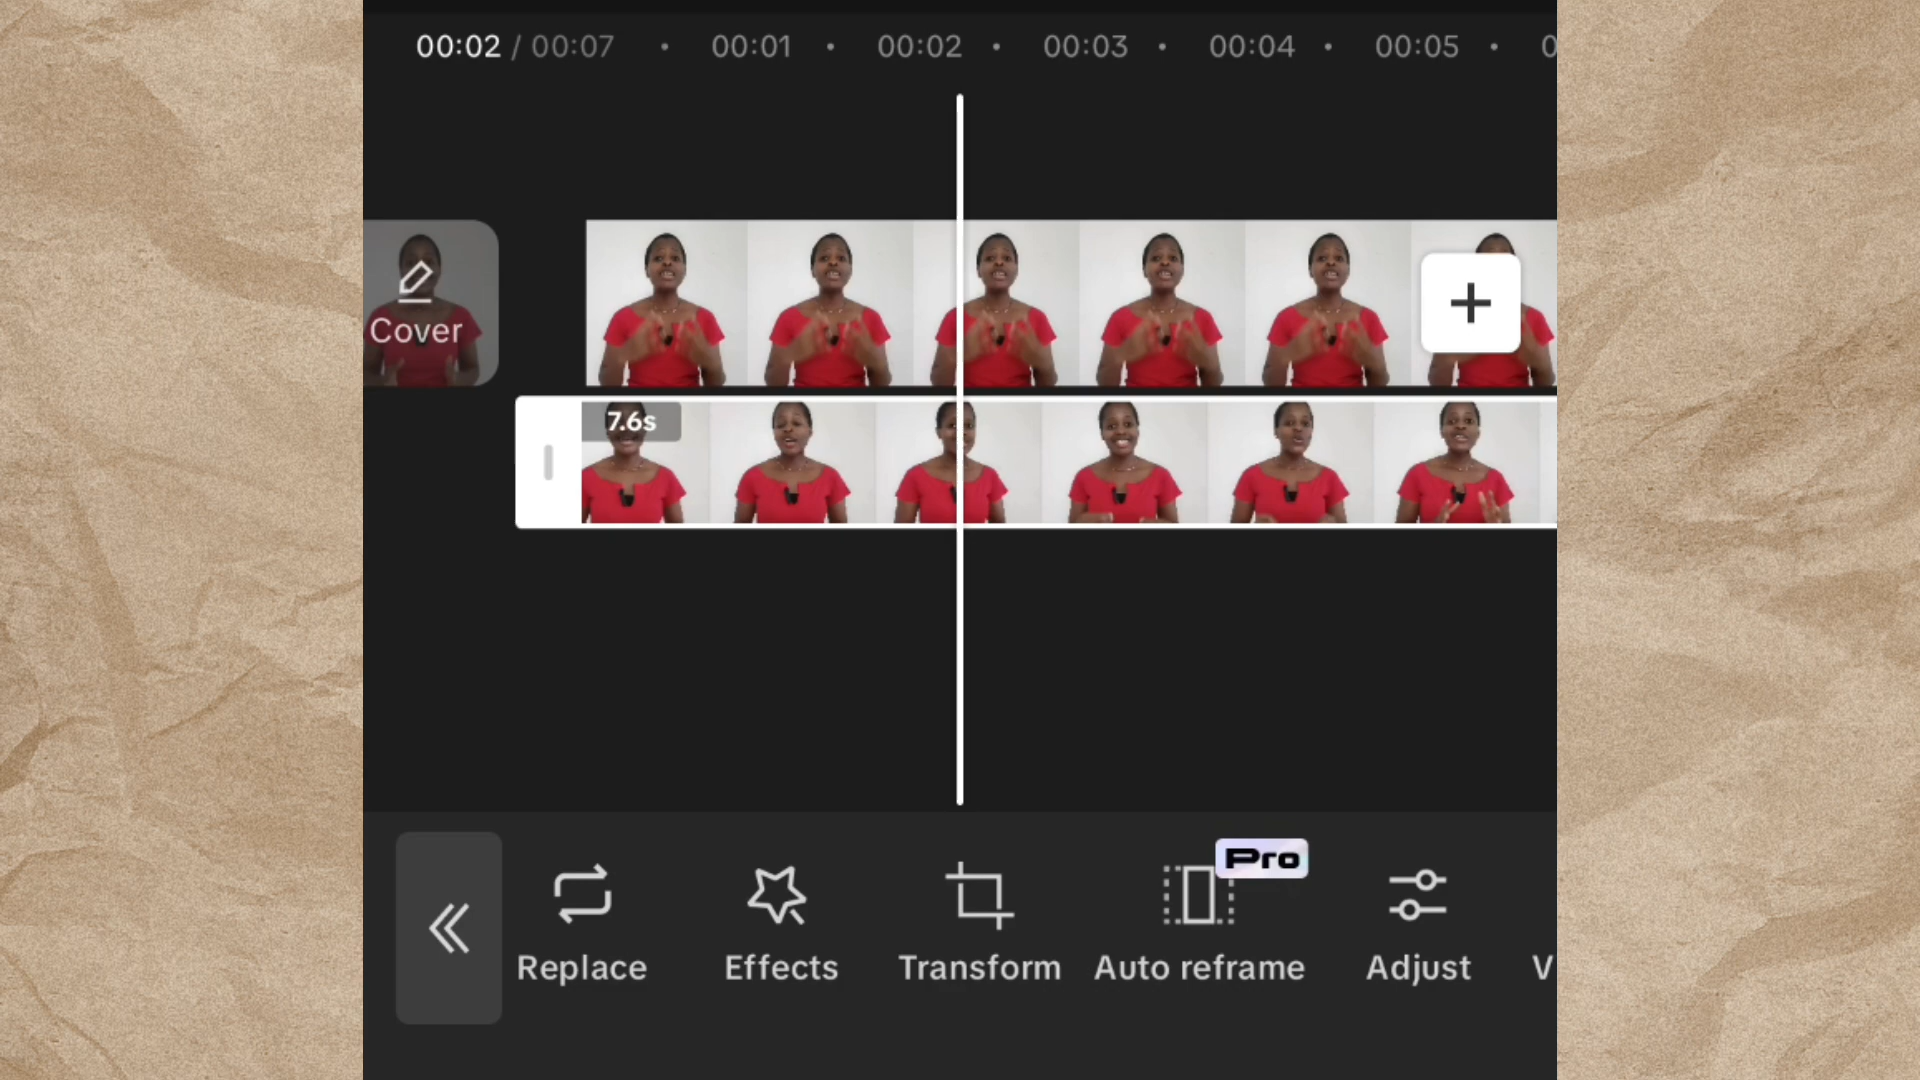 00:02 / 00:07 00:01 00:02 00:03 00:04 00:05
Cover
7.6s
Pro
Replace Effects Transform Auto reframe Adjust